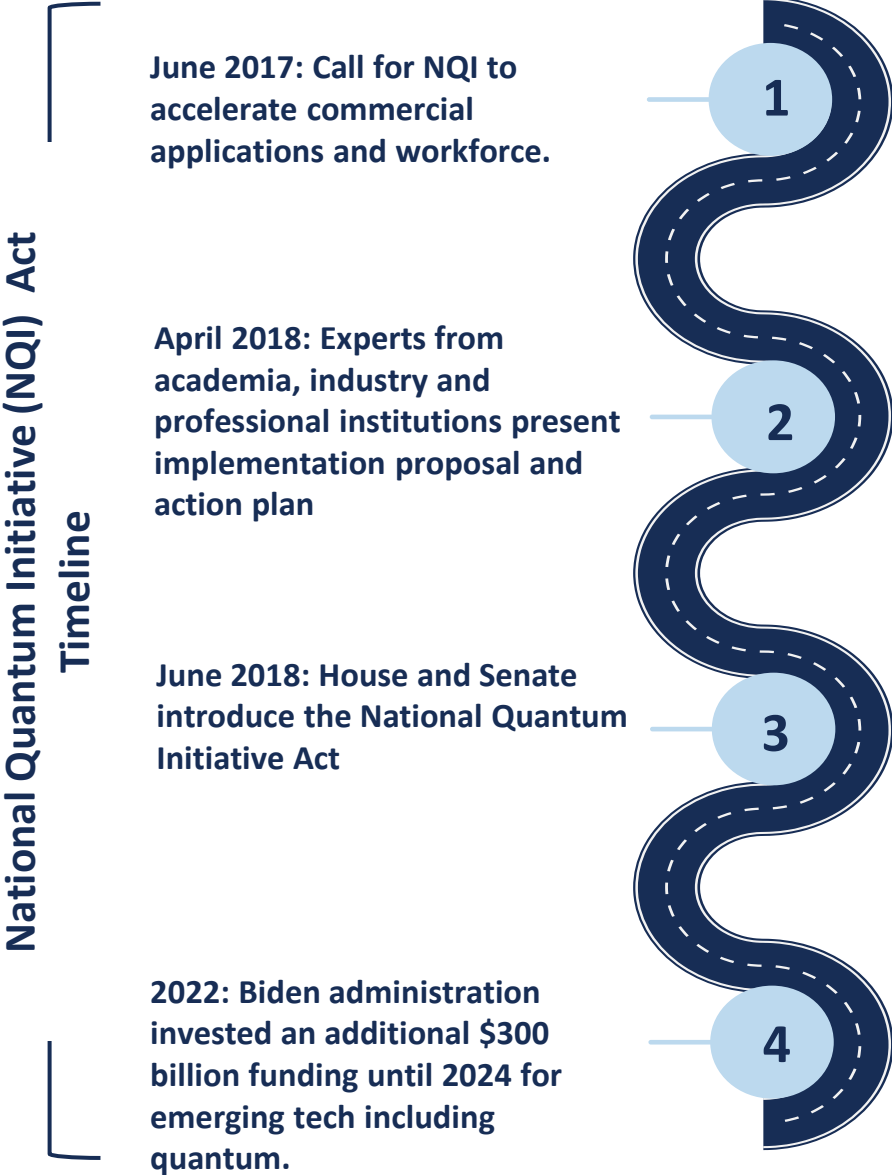 National Quantum Initiative (NQI)  Act
Timeline
June 2017: Call for NQI to
accelerate commercial
applications and workforce.
1
April 2018: Experts from
academia, industry and
professional institutions present
implementation proposal and
action plan
2
June 2018: House and Senate
introduce the National Quantum
Initiative Act
3
2022: Biden administration
invested an additional $300
billion funding until 2024 for
emerging tech including
quantum.
4